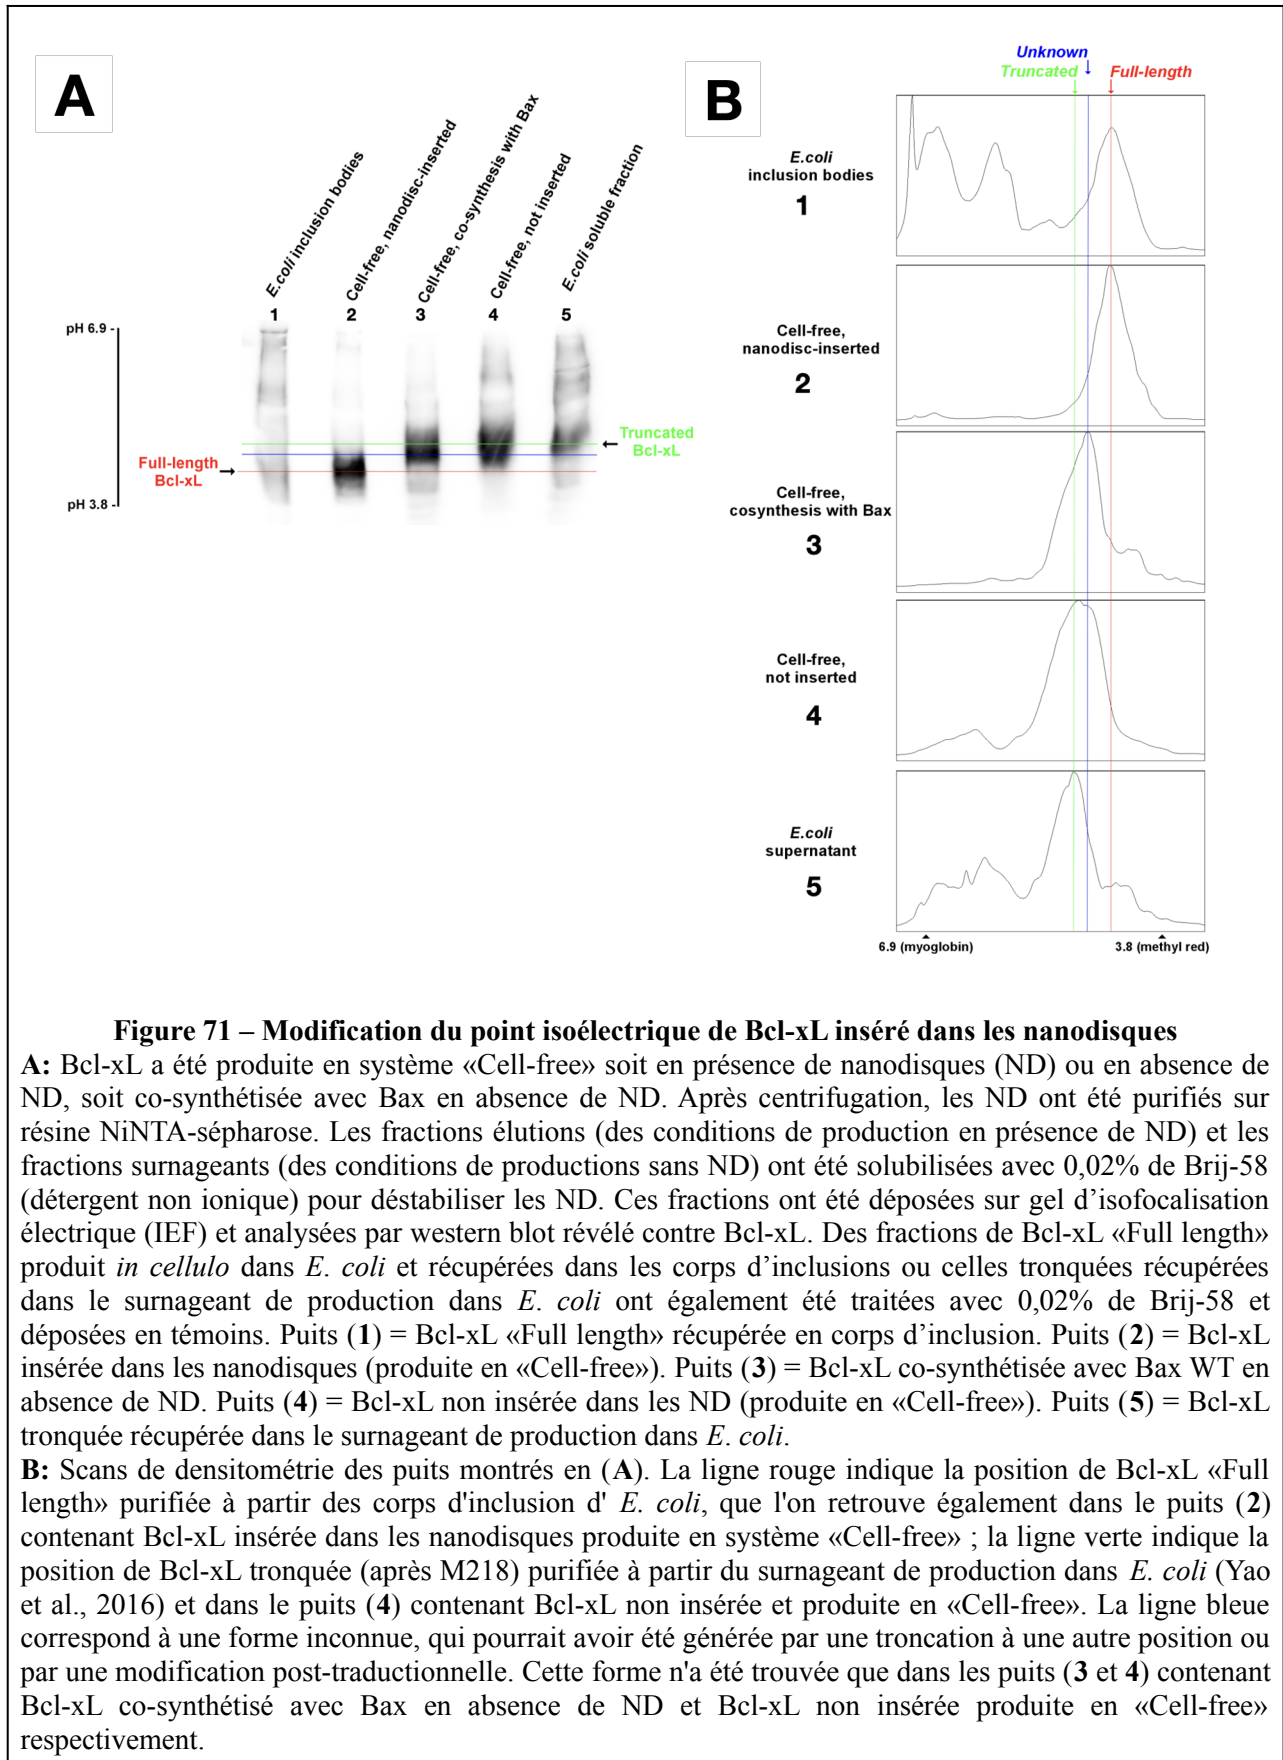 A
E.coli inclusion bodies
Cell-free, nanodisc-inserted
Cell-free, co-synthesis with Bax
Cell-free, not inserted
E.coli soluble fraction
1 2 3 4 5
pH 6.9
Truncated
Bcl-xL
Full-length
Bcl-xL
pH 3.8
B
Unknown
Truncated
Full-length
E.coli
inclusion bodies
1
Cell-free,
nanodisc-inserted
2
Cell-free,
cosynthesis with Bax
3
Cell-free,
not inserted
4
E.coli
supernatant
5
6.9 (myoglobin) 3.8 (methyl red)
Figure 71 – Modification du point isoélectrique de Bcl-xL inséré dans les nanodisques
A: Bcl-xL a été produite en système «Cell-free» soit en présence de nanodisques (ND) ou en absence de
ND, soit co-synthétisée avec Bax en absence de ND. Après centrifugation, les ND ont été purifiés sur
résine NiNTA-sépharose. Les fractions élutions (des conditions de production en présence de ND) et les
fractions surnageants (des conditions de productions sans ND) ont été solubilisées avec 0,02% de Brij-58
(détergent non ionique) pour déstabiliser les ND. Ces fractions ont été déposées sur gel d’isofocalisation
électrique (IEF) et analysées par western blot révélé contre Bcl-xL. Des fractions de Bcl-xL «Full length»
produit in cellulo dans E. coli et récupérées dans les corps d’inclusions ou celles tronquées récupérées
dans le surnageant de production dans E. coli ont également été traitées avec 0,02% de Brij-58 et
déposées en témoins. Puits (1) = Bcl-xL «Full length» récupérée en corps d’inclusion. Puits (2) = Bcl-xL
insérée dans les nanodisques (produite en «Cell-free»). Puits (3) = Bcl-xL co-synthétisée avec Bax WT en
absence de ND. Puits (4) = Bcl-xL non insérée dans les ND (produite en «Cell-free»). Puits (5) = Bcl-xL
tronquée récupérée dans le surnageant de production dans E. coli.
B: Scans de densitométrie des puits montrés en (A). La ligne rouge indique la position de Bcl-xL «Full
length» purifiée à partir des corps d'inclusion d' E. coli, que l'on retrouve également dans le puits (2)
contenant Bcl-xL insérée dans les nanodisques produite en système «Cell-free» ; la ligne verte indique la
position de Bcl-xL tronquée (après M218) purifiée à partir du surnageant de production dans E. coli (Yao
et al., 2016) et dans le puits (4) contenant Bcl-xL non insérée et produite en «Cell-free». La ligne bleue
correspond à une forme inconnue, qui pourrait avoir été générée par une troncation à une autre position ou
par une modification post-traductionnelle. Cette forme n'a été trouvée que dans les puits (3 et 4) contenant
Bcl-xL co-synthétisé avec Bax en absence de ND et Bcl-xL non insérée produite en «Cell-free»
respectivement.